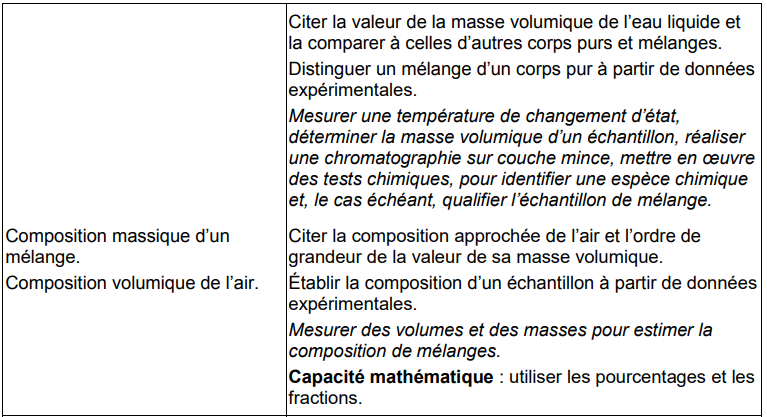 Citer la valeur de la masse volumique de l’eau liquide et
la comparer à celles d’autres corps purs et mélanges.
Distinguer un mélange d’un corps pur à partir de données
expérimentales.
Mesurer une température de changement d’état,
déterminer la masse volumique d’un échantillon, réaliser
une chromatographie sur couche mince, mettre en œuvre
des tests chimiques, pour identifier une espèce chimique
et, le cas échéant, qualifier l’échantillon de mélange.
Composition massique d’un
mélange.
Composition volumique de l’air.
Citer la composition approchée de l’air et l’ordre de
grandeur de la valeur de sa masse volumique.
Établir la composition d’un échantillon à partir de données
expérimentales.
Mesurer des volumes et des masses pour estimer la
composition de mélanges.
Capacité mathématique : utiliser les pourcentages et les
fractions.